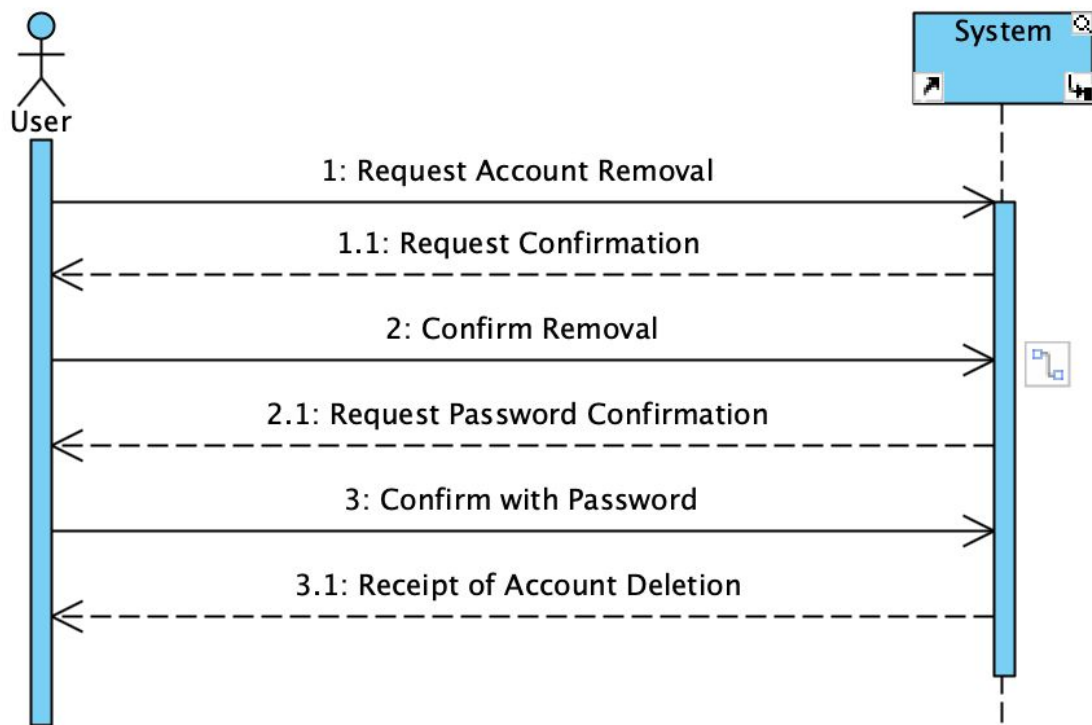 System
User
1: Request Account Removal
1.1: Request Confirmation
2: Confirm Removal
2.1: Request Password Confirmation
3: Confirm with Password
3.1: Receipt of Account Deletion